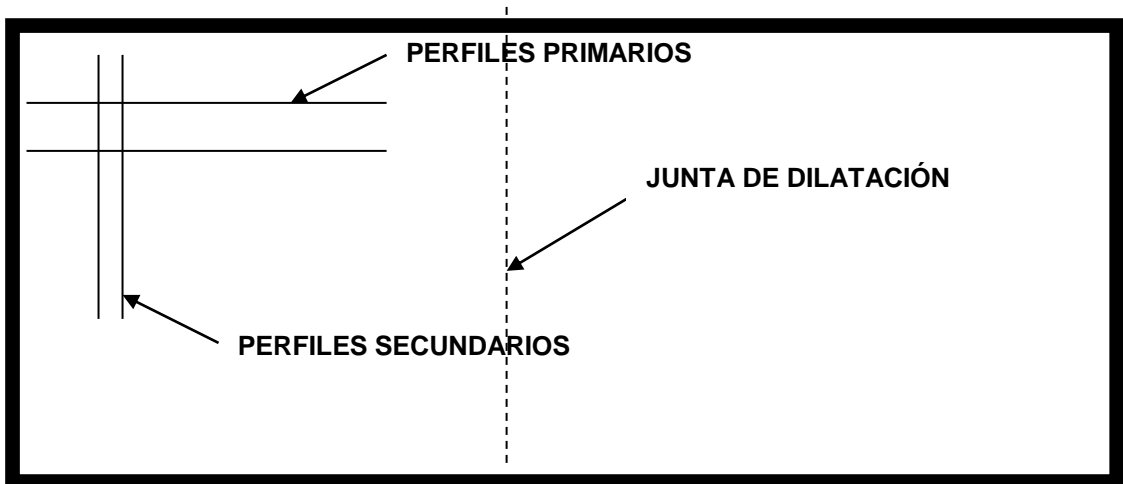 PERFILES PRIMARIOS
JUNTA DE DILATACIÓN
PERFILES SECUNDARIOS